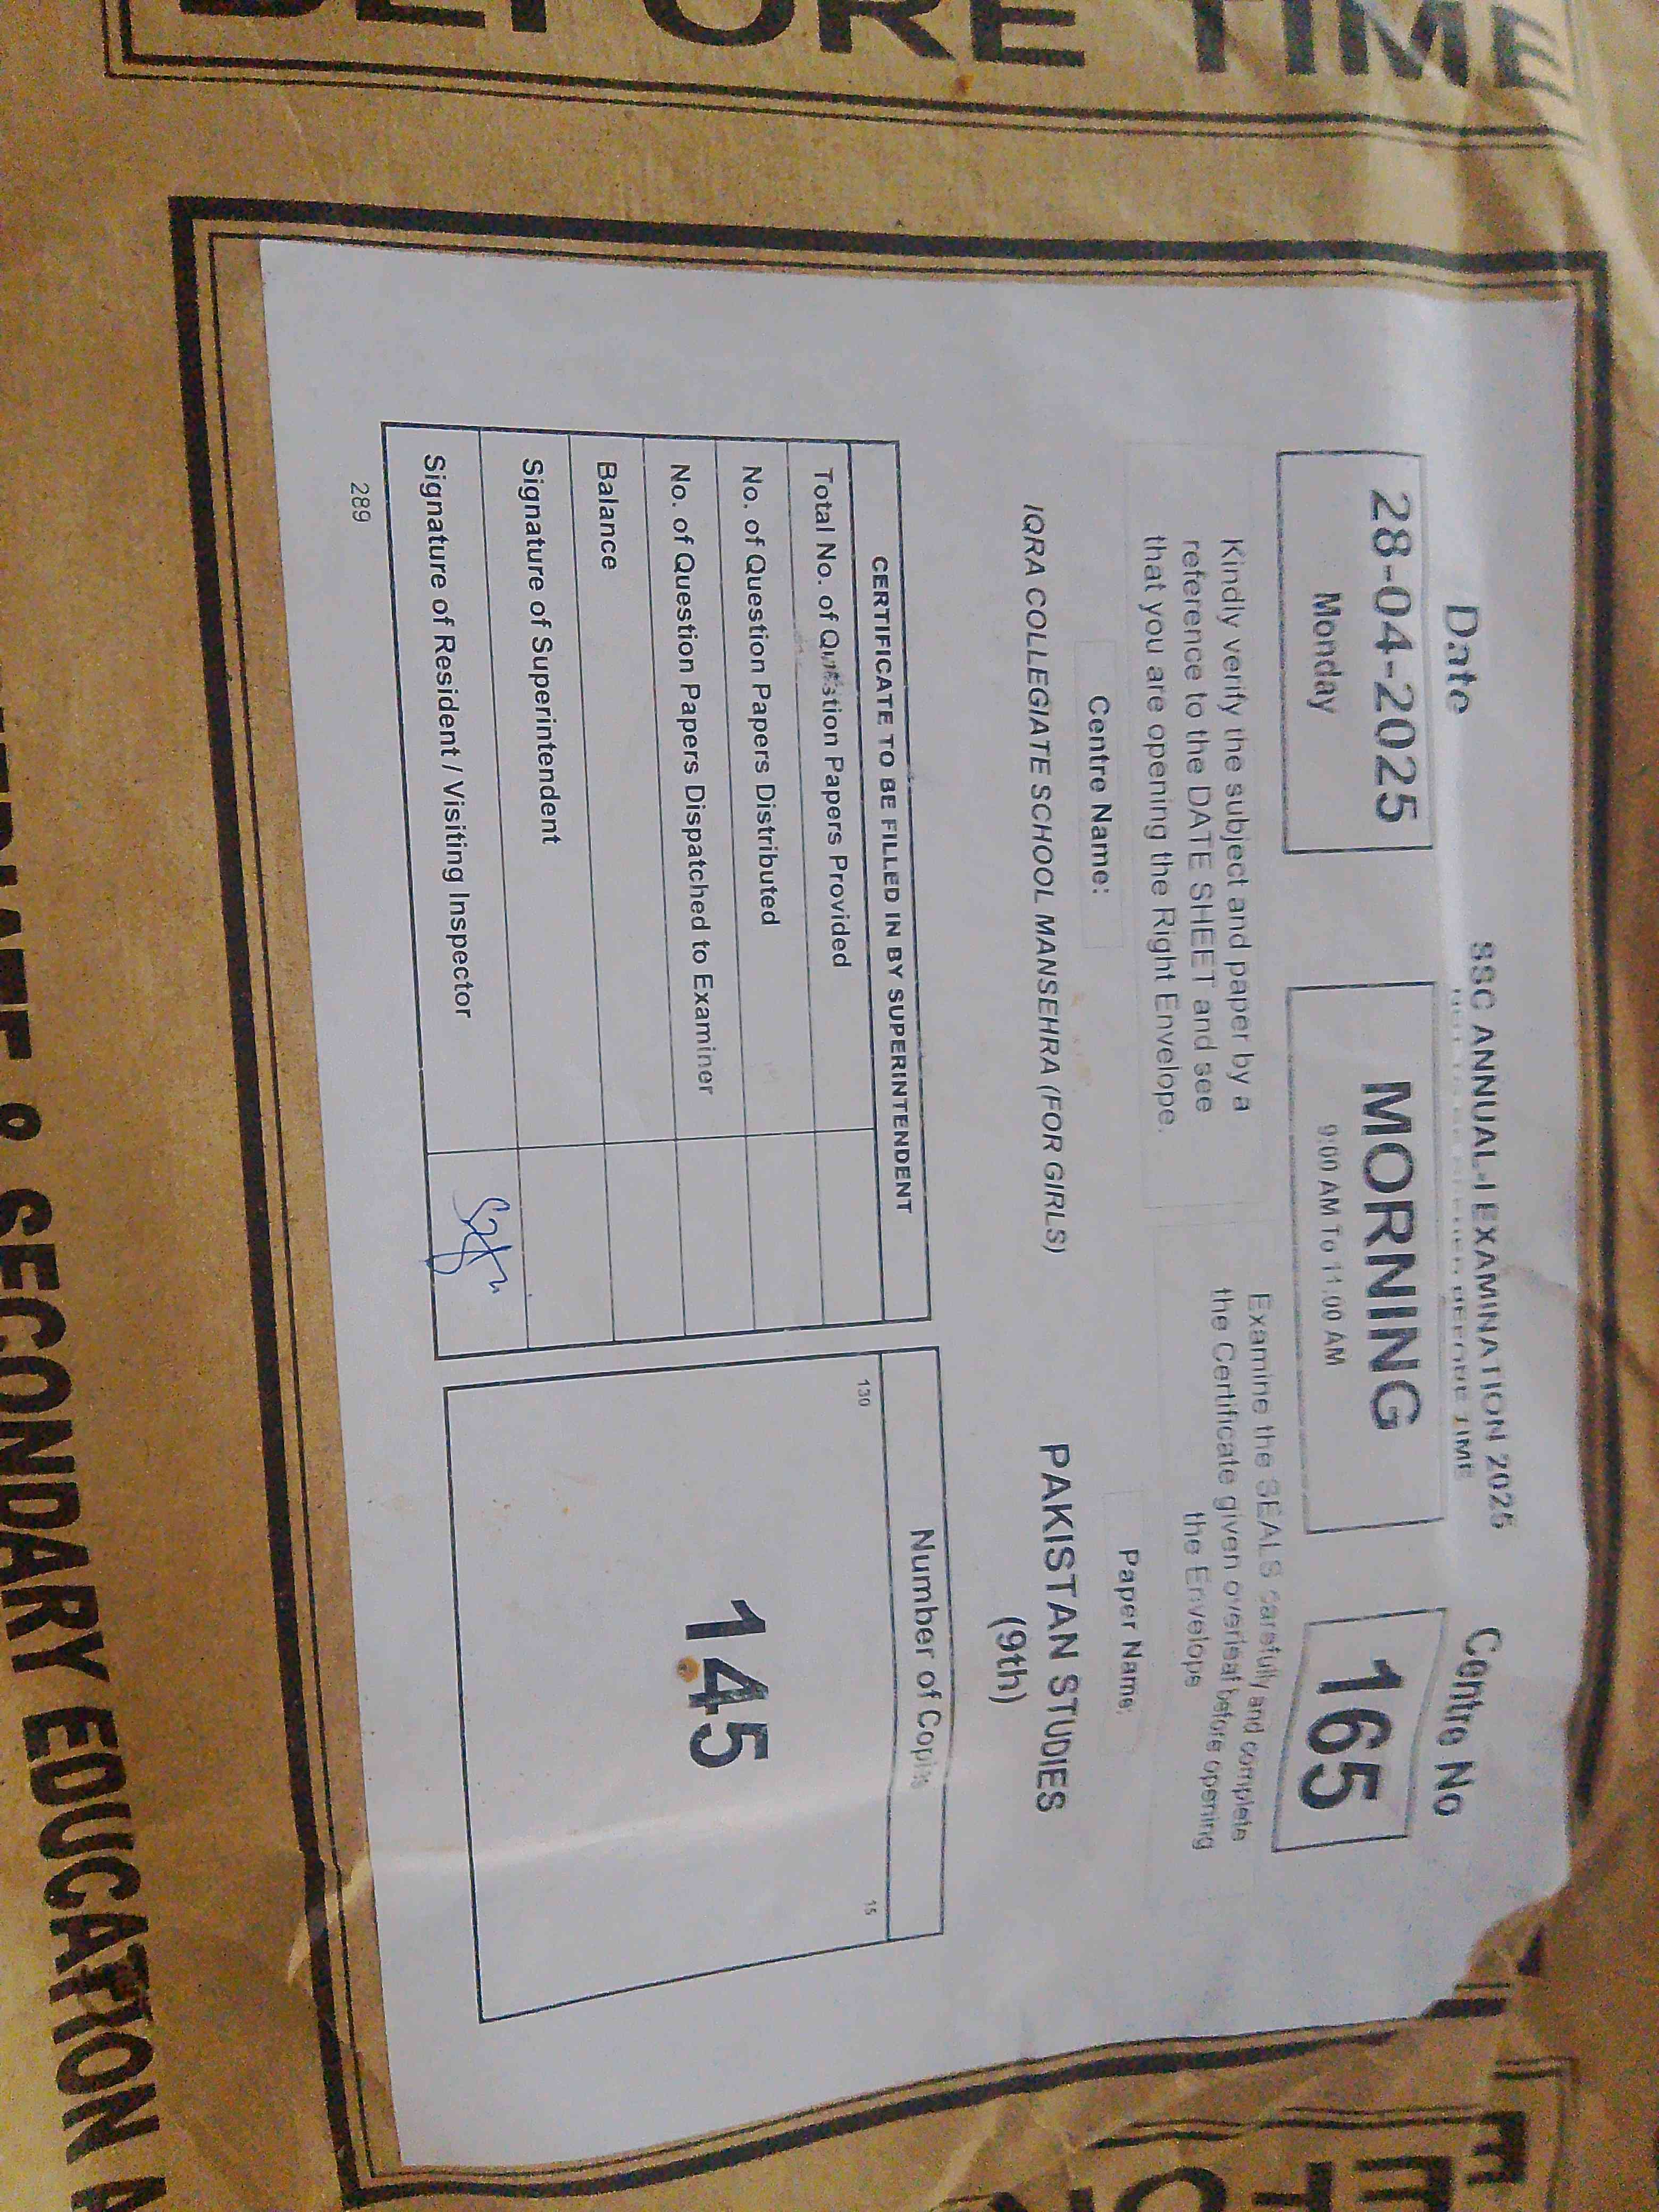 BEFORE TIME
SSC ANNUAL-I EXAMINATION 2025
BEFORE TIME
Date
Centre No
28-04-2025
Monday
MORNING
9:00 AM To 11:00 AM
165
Kindly verify the subject and paper by a
reference to the DATE SHEET and see
that you are opening the Right Envelope.
Examine the SEALS carefully and complete
the Certificate given overleaf before opening
the Envelope
Centre Name:
Paper Name:
IQRA COLLEGIATE SCHOOL MANSEHRA (FOR GIRLS)
PAKISTAN STUDIES
(9th)
CERTIFICATE TO BE FILLED IN BY SUPERINTENDENT
Total No. of Question Papers Provided
No. of Question Papers Distributed
No. of Question Papers Dispatched to Examiner
Balance
Signature of Superintendent
Signature of Resident / Visiting Inspector
Number of Copies
130
15
145
289
& SECONDARY EDUCATION